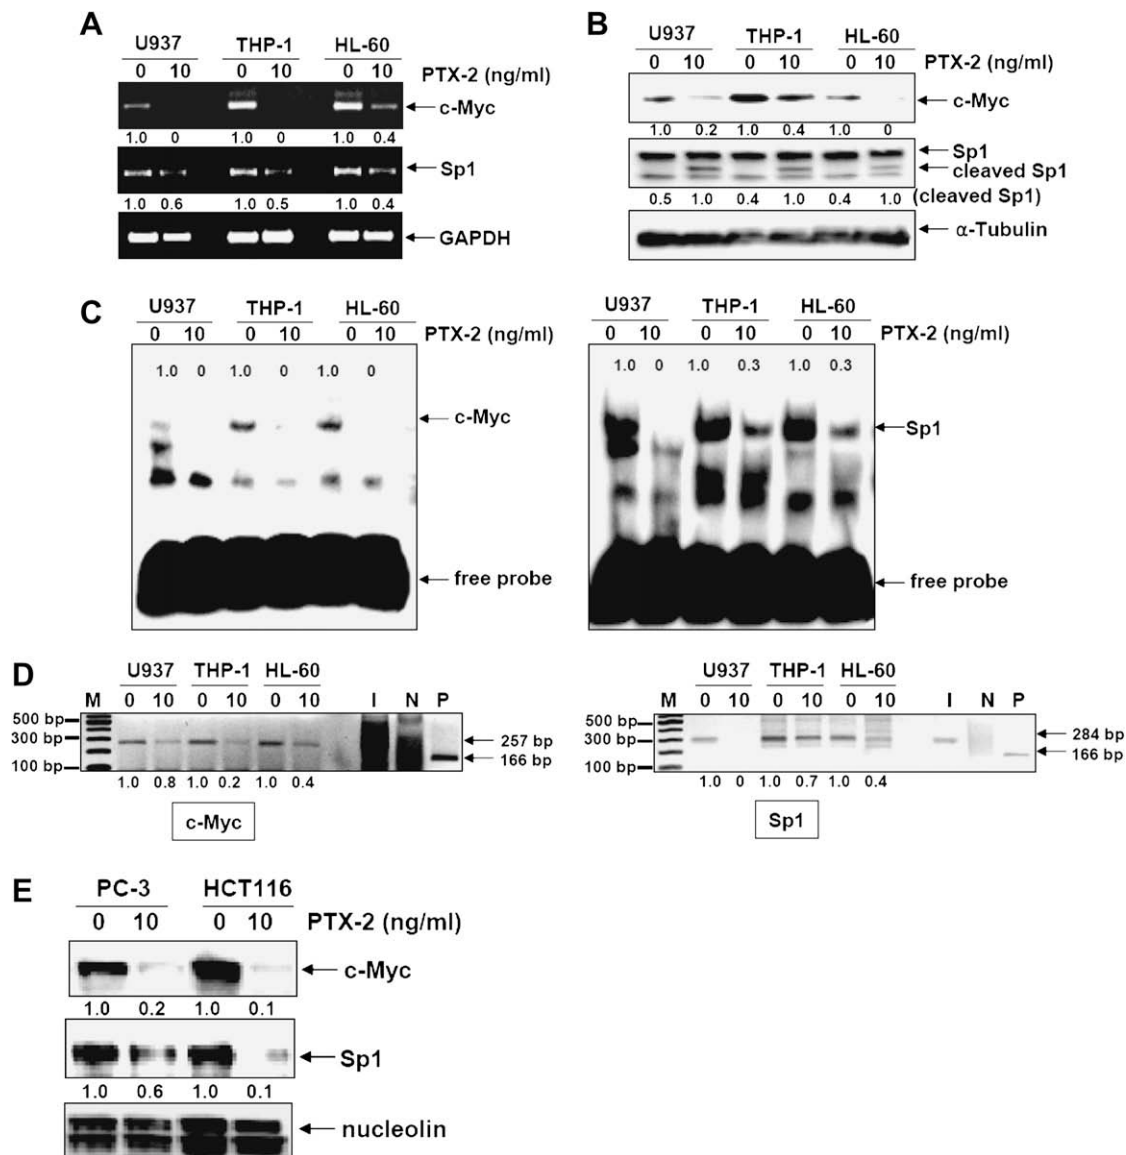 A
U937 THP-1 HL-60
0 10 0 10 0 10 PTX-2 (ng/ml)
c-Myc
1.0 0 1.0 0 1.0 0.4
Sp1
1.0 0.6 1.0 0.5 1.0 0.4
GAPDH
B
U937 THP-1 HL-60
0 10 0 10 0 10 PTX-2 (ng/ml)
c-Myc
1.0 0.2 1.0 0.4 1.0 0
Sp1
cleaved Sp1
0.5 1.0 0.4 1.0 0.4 1.0 (cleaved Sp1)
α-Tubulin
C
U937 THP-1 HL-60
0 10 0 10 0 10 PTX-2 (ng/ml)
1.0 0 1.0 0 1.0 0
c-Myc
free probe
U937 THP-1 HL-60
0 10 0 10 0 10 PTX-2 (ng/ml)
1.0 0 1.0 0.3 1.0 0.3
Sp1
free probe
D
U937 THP-1 HL-60
M 0 10 0 10 0 10 I N P
500 bp
300 bp 257 bp
166 bp
100 bp
1.0 0.8 1.0 0.2 1.0 0.4
c-Myc
U937 THP-1 HL-60
M 0 10 0 10 0 10 I N P
500 bp
300 bp 284 bp
166 bp
100 bp
1.0 0 1.0 0.7 1.0 0.4
Sp1
E
PC-3 HCT116
0 10 0 10 PTX-2 (ng/ml)
c-Myc
1.0 0.2 1.0 0.1
Sp1
1.0 0.6 1.0 0.1
nucleolin